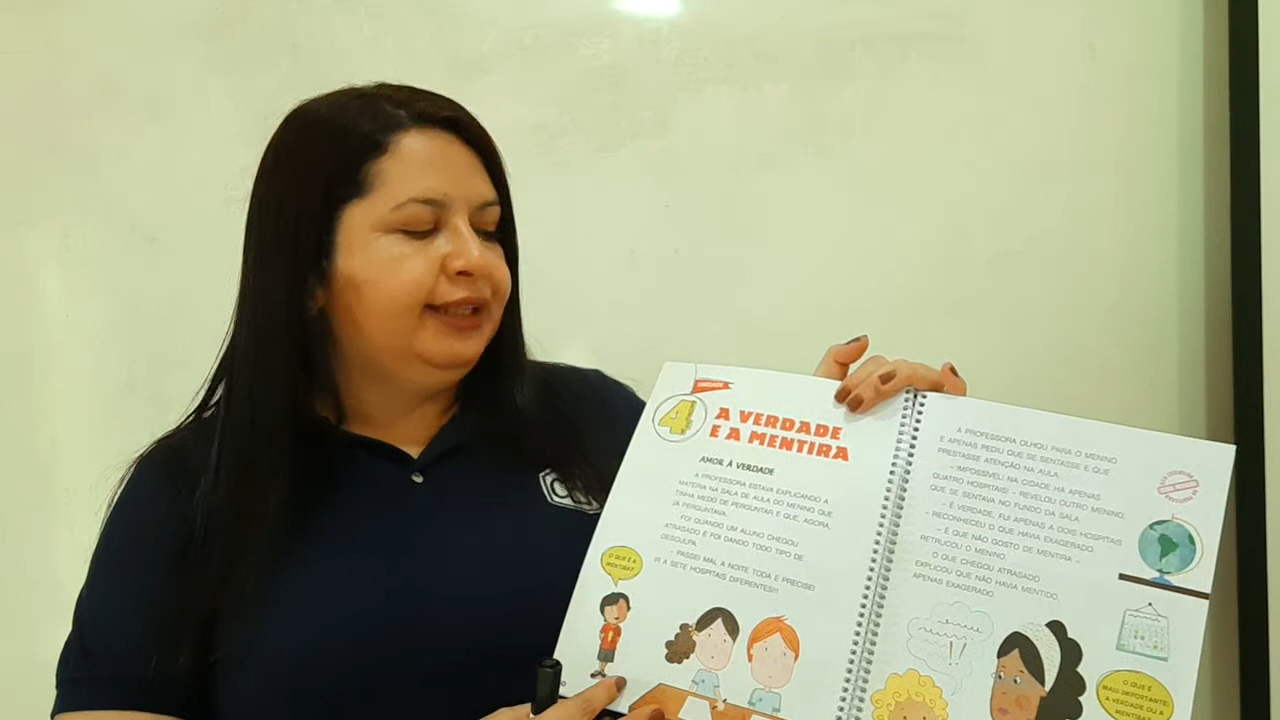 UNIDADE
4
A VERDADE
E A MENTIRA
AMOR À VERDADE
A PROFESSORA ESTAVA EXPLICANDO A
MATÉRIA NA SALA DE AULA DO MENINO QUE
TINHA MEDO DE PERGUNTAR E QUE, AGORA,
JÁ PERGUNTAVA.
FOI QUANDO UM ALUNO CHEGOU
ATRASADO E FOI DANDO TODO TIPO DE
DESCULPA.
– PASSEI MAL A NOITE TODA E PRECISEI
IR A SETE HOSPITAIS DIFERENTES!!!
O QUE É A
MENTIRA?
A PROFESSORA OLHOU PARA O MENINO
E APENAS PEDIU QUE SE SENTASSE E QUE
PRESTASSE ATENÇÃO NA AULA.
– IMPOSSÍVEL! NA CIDADE HÁ APENAS
QUATRO HOSPITAIS! – REVELOU OUTRO MENINO,
QUE SE SENTAVA NO FUNDO DA SALA.
– É VERDADE, FUI APENAS A DOIS HOSPITAIS
– RECONHECEU O QUE HAVIA EXAGERADO.
– É QUE NÃO GOSTO DE MENTIRA –
RETRUCOU O MENINO.
O QUE CHEGOU ATRASADO
EXPLICOU QUE NÃO HAVIA MENTIDO,
APENAS EXAGERADO.
!!
O QUE É
MAIS IMPORTANTE:
A VERDADE OU A
MENTIRA?